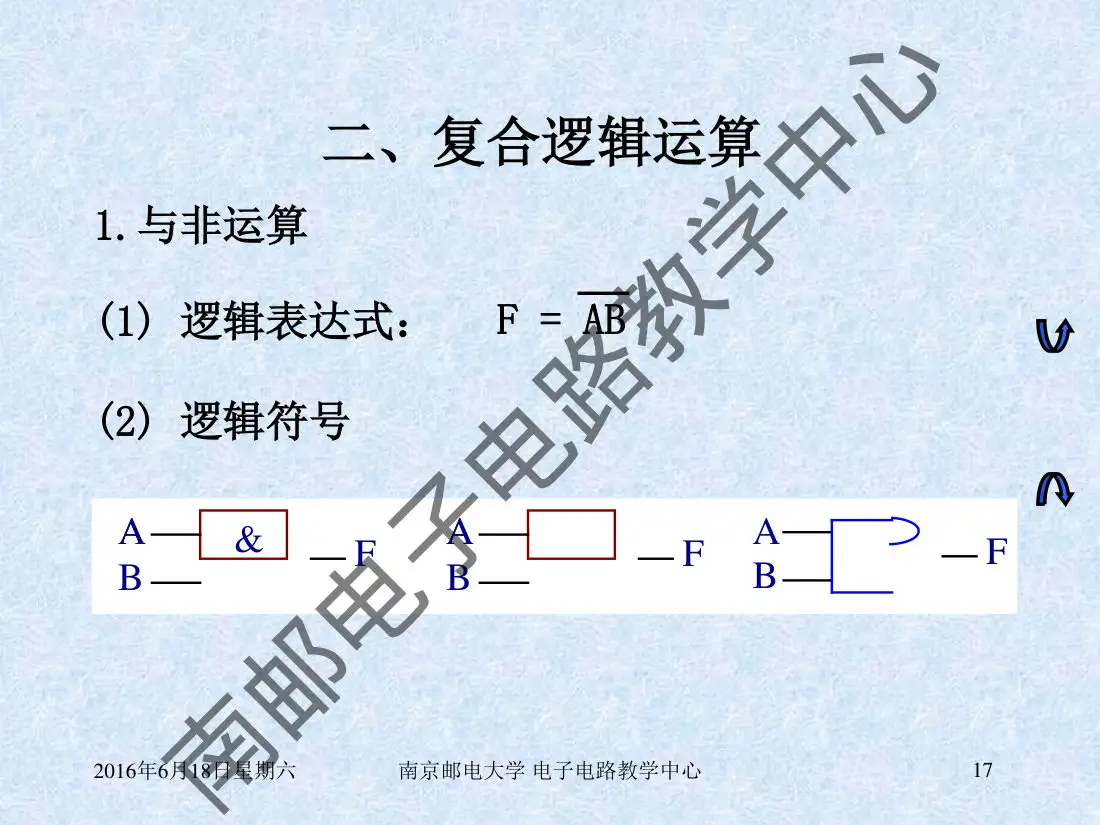 二、复合逻辑运算
1.与非运算
(1) 逻辑表达式: F = A̅B̅
(2) 逻辑符号
A & F A F A F
B B B
南邮电子电路教学中心
2016年6月18日星期六 南京邮电大学 电子电路教学中心 17